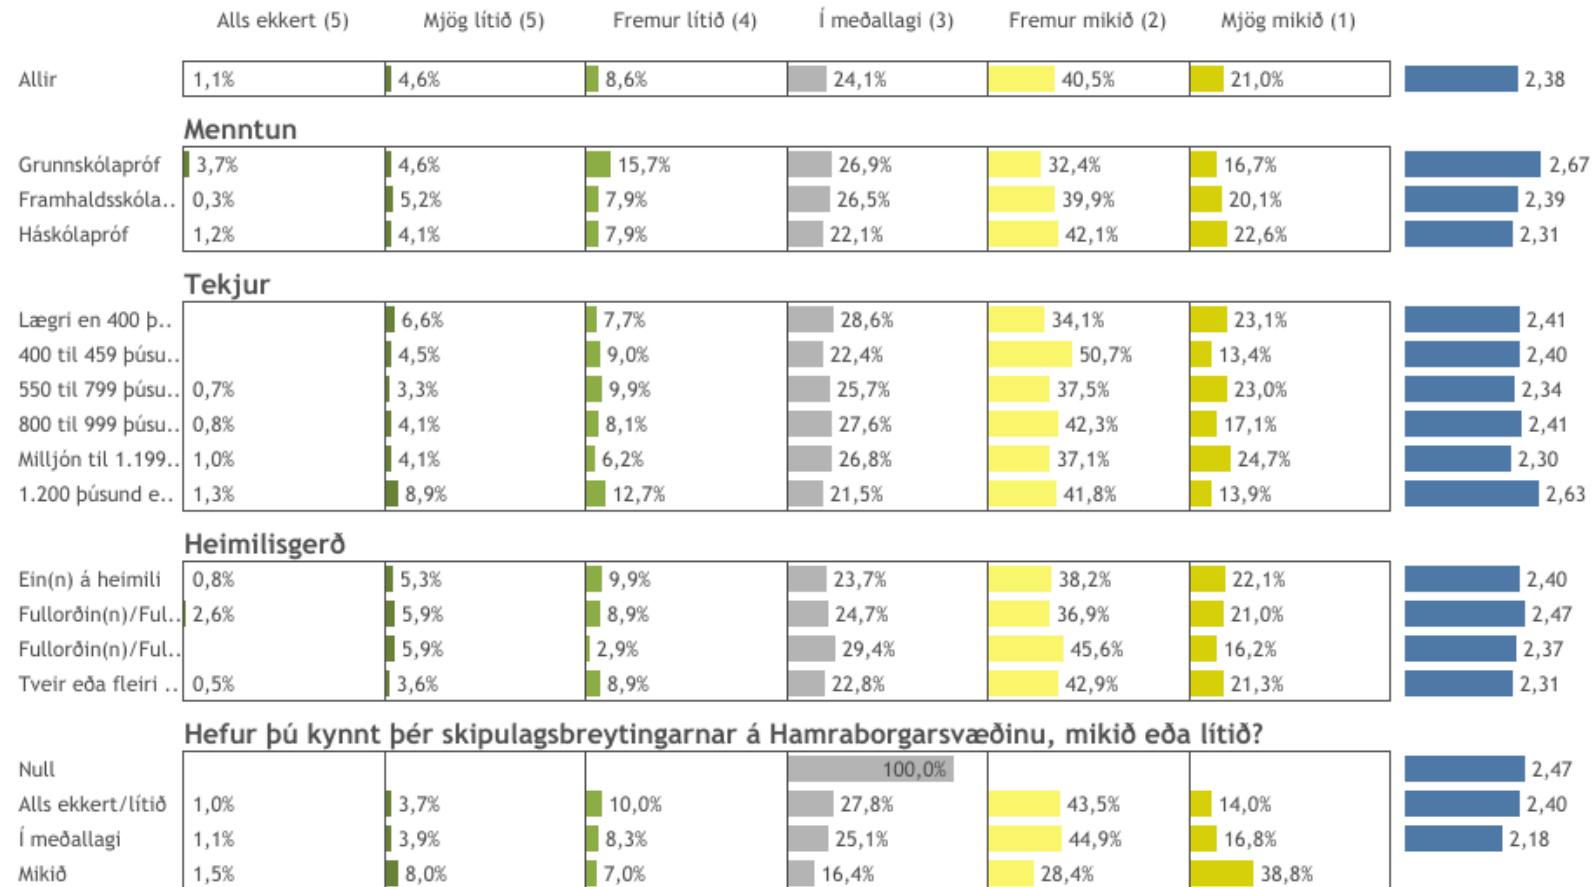 Alls ekkert (5) Mjög lítið (5) Fremur lítið (4) Í meðallagi (3) Fremur mikið (2) Mjög mikið (1)
Allir 1,1% 4,6% 8,6% 24,1% 40,5% 21,0% 2,38
Menntun
Grunnskólapróf 3,7% 4,6% 15,7% 26,9% 32,4% 16,7% 2,67
Framhaldsskóla.. 0,3% 5,2% 7,9% 26,5% 39,9% 20,1% 2,39
Háskólapróf 1,2% 4,1% 7,9% 22,1% 42,1% 22,6% 2,31
Tekjur
Lægri en 400 þ.. 6,6% 7,7% 28,6% 34,1% 23,1% 2,41
400 til 459 þúsu.. 4,5% 9,0% 22,4% 50,7% 13,4% 2,40
550 til 799 þúsu.. 0,7% 3,3% 9,9% 25,7% 37,5% 23,0% 2,34
800 til 999 þúsu.. 0,8% 4,1% 8,1% 27,6% 42,3% 17,1% 2,41
Milljón til 1.199.. 1,0% 4,1% 6,2% 26,8% 37,1% 24,7% 2,30
1.200 þúsund e.. 1,3% 8,9% 12,7% 21,5% 41,8% 13,9% 2,63
Heimilisgerð
Ein(n) á heimili 0,8% 5,3% 9,9% 23,7% 38,2% 22,1% 2,40
Fullorðin(n)/Ful.. 2,6% 5,9% 8,9% 24,7% 36,9% 21,0% 2,47
Fullorðin(n)/Ful.. 5,9% 2,9% 29,4% 45,6% 16,2% 2,37
Tveir eða fleiri .. 0,5% 3,6% 8,9% 22,8% 42,9% 21,3% 2,31
Hefur þú kynnt þér skipulagsbreytingarnar á Hamraborgarsvæðinu, mikið eða lítið?
Null 100,0% 2,47
Alls ekkert/lítið 1,0% 3,7% 10,0% 27,8% 43,5% 14,0% 2,40
Í meðallagi 1,1% 3,9% 8,3% 25,1% 44,9% 16,8% 2,18
Mikið 1,5% 8,0% 7,0% 16,4% 28,4% 38,8%